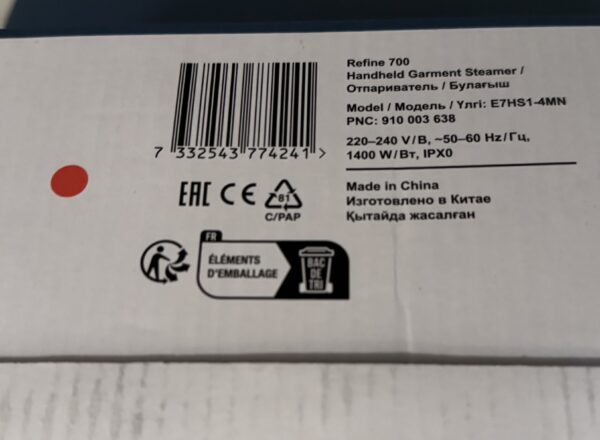 Refine 700
Handheld Garment Steamer /
Отпариватель / Булағыш
Model / Модель / Үлгі: E7HS1-4MN
PNC: 910 003 638
220–240 V/В, ~50–60 Hz/Гц,
1400 W/Вт, IPX0
Made in China
Изготовлено в Китае
Қытайда жасалған
7 332543 774241 >
EAC CE 81
C/PAP
FR
ÉLÉMENTS
D'EMBALLAGE
BAC
DE
TRI